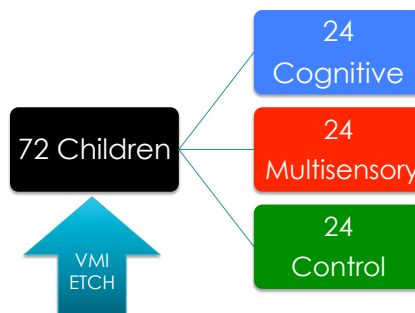 24
Cognitive
72 Children
24
Multisensory
24
Control
VMI
ETCH